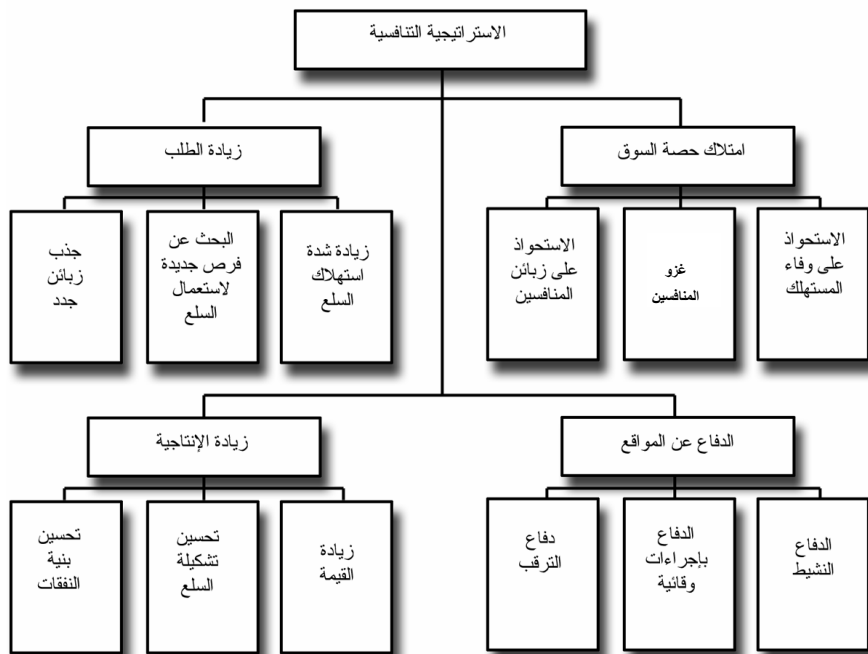 الاستراتيجية التنافسية
امتلاك حصة السوق
الاستحواذ
على وفاء
المستهلك
غزو
المنافسين
الاستحواذ
على زبائن
المنافسين
زيادة الطلب
زيادة شدة
استهلاك
السلع
البحث عن
فرص جديدة
لاستعمال
السلع
جذب
زبائن
جدد
الدفاع عن المواقع
الدفاع
النشيط
الدفاع
بإجراءات
وقائية
دفاع
الترقب
زيادة الإنتاجية
زيادة
القيمة
تحسين
تشكيلة
السلع
تحسين
بنية
النفقات